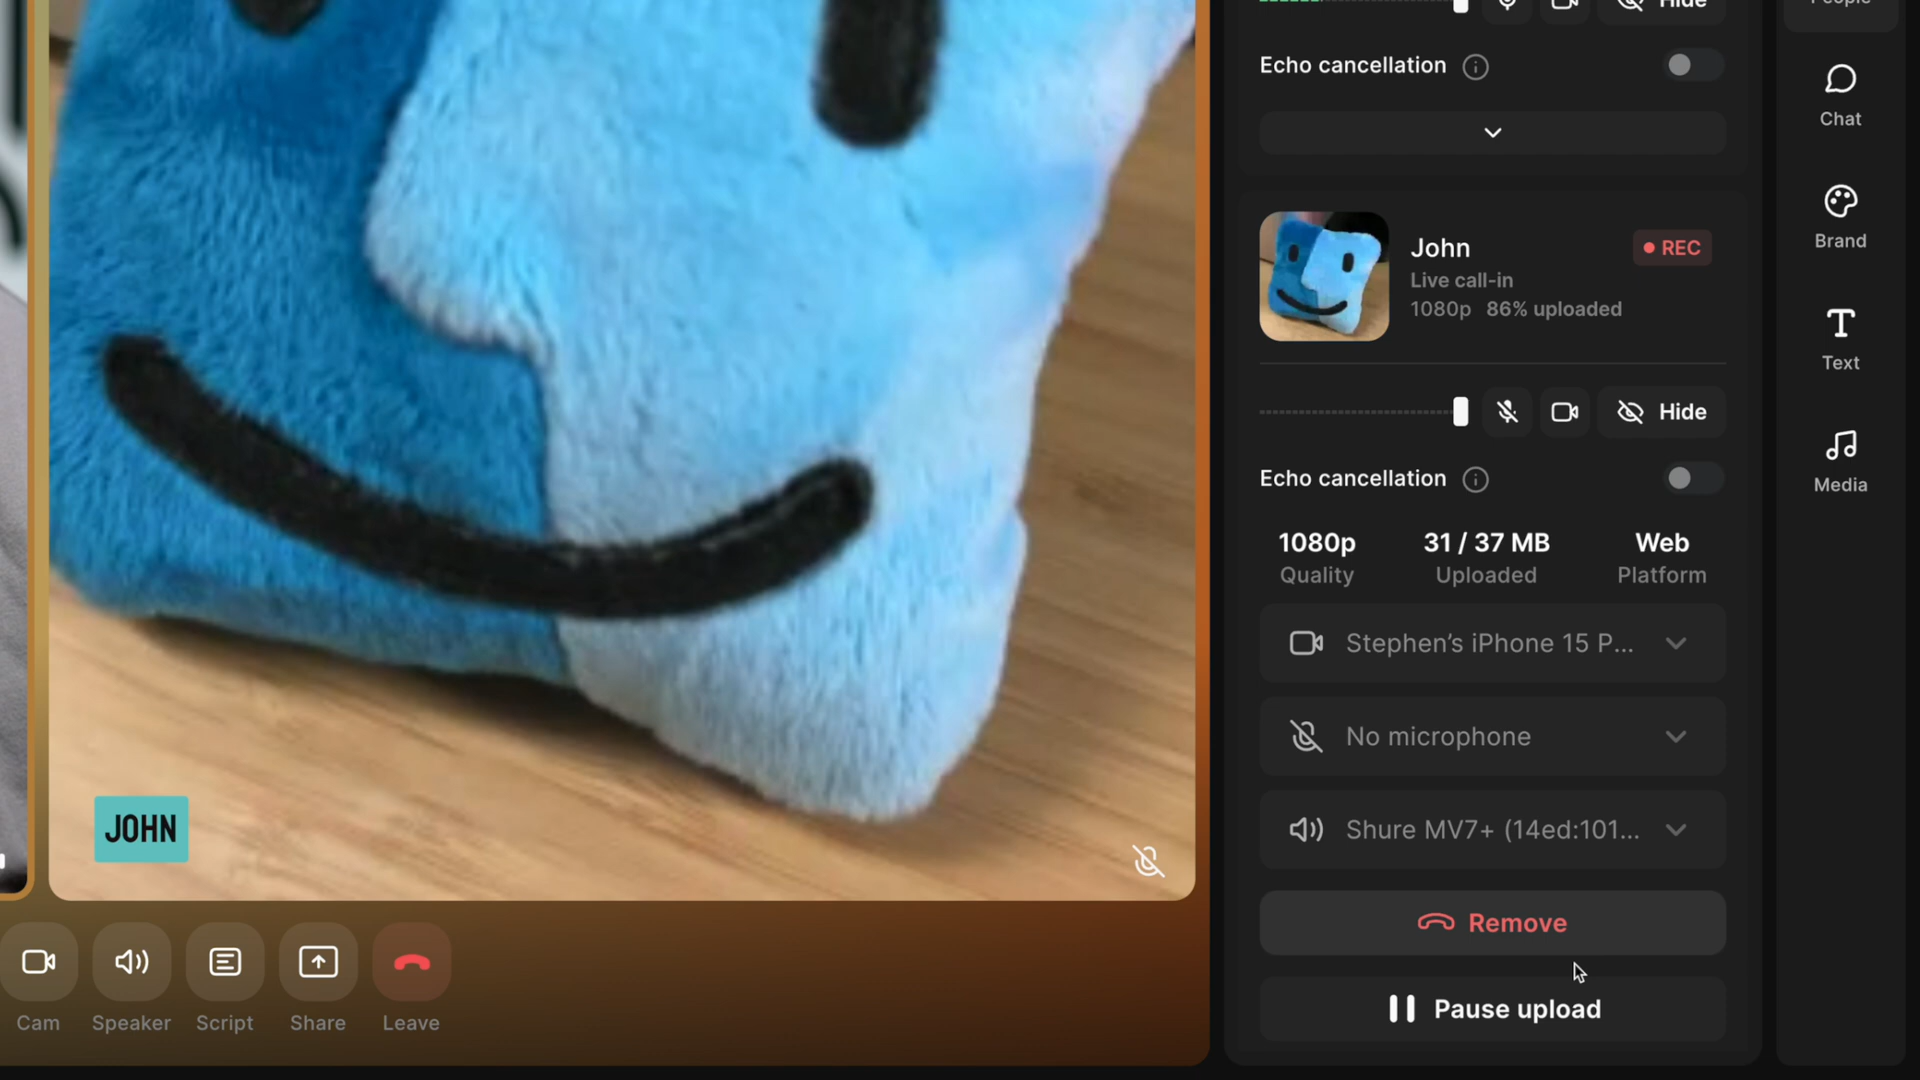 People
Hide
Echo cancellation
Chat
Brand
John
REC
Live call-in
1080p 86% uploaded
Text
Hide
Media
Echo cancellation
1080p 31 / 37 MB Web
Quality Uploaded Platform
Stephen’s iPhone 15 P...
No microphone
Shure MV7+ (14ed:101...
JOHN
Remove
Pause upload
Cam Speaker Script Share Leave